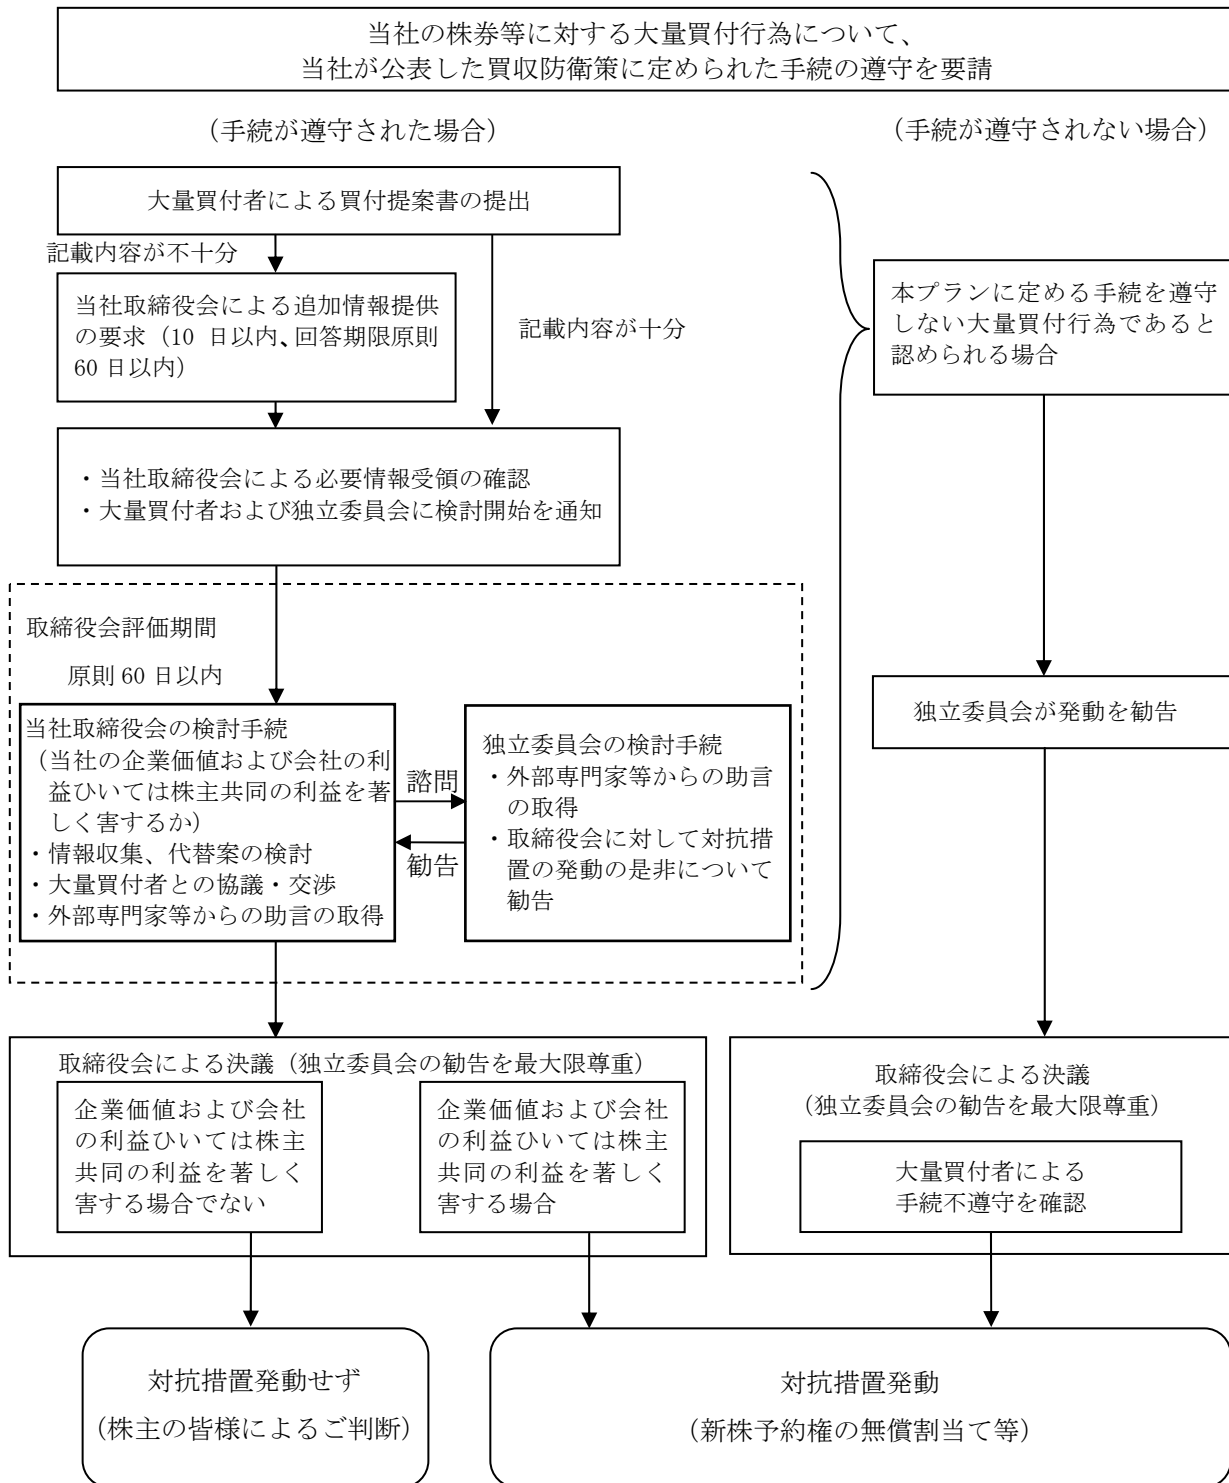 当社の株券等に対する大量買付行為について、
当社が公表した買収防衛策に定められた手続の遵守を要請
（手続が遵守された場合）
（手続が遵守されない場合）
大量買付者による買付提案書の提出
記載内容が不十分
当社取締役会による追加情報提供
の要求（10 日以内、回答期限原則
60 日以内）
記載内容が十分
本プランに定める手続を遵守
しない大量買付行為であると
認められる場合
・当社取締役会による必要情報受領の確認
・大量買付者および独立委員会に検討開始を通知
取締役会評価期間
原則 60 日以内
当社取締役会の検討手続
（当社の企業価値および会社の利
益ひいては株主共同の利益を著
しく害するか）
・情報収集、代替案の検討
・大量買付者との協議・交渉
・外部専門家等からの助言の取得
諮問
勧告
独立委員会の検討手続
・外部専門家等からの助言
の取得
・取締役会に対して対抗措
置の発動の是非について
勧告
独立委員会が発動を勧告
取締役会による決議（独立委員会の勧告を最大限尊重）
企業価値および会社
の利益ひいては株主
共同の利益を著しく
害する場合でない
企業価値および会社
の利益ひいては株主
共同の利益を著しく
害する場合
取締役会による決議
（独立委員会の勧告を最大限尊重）
大量買付者による
手続不遵守を確認
対抗措置発動せず
（株主の皆様によるご判断）
対抗措置発動
（新株予約権の無償割当て等）